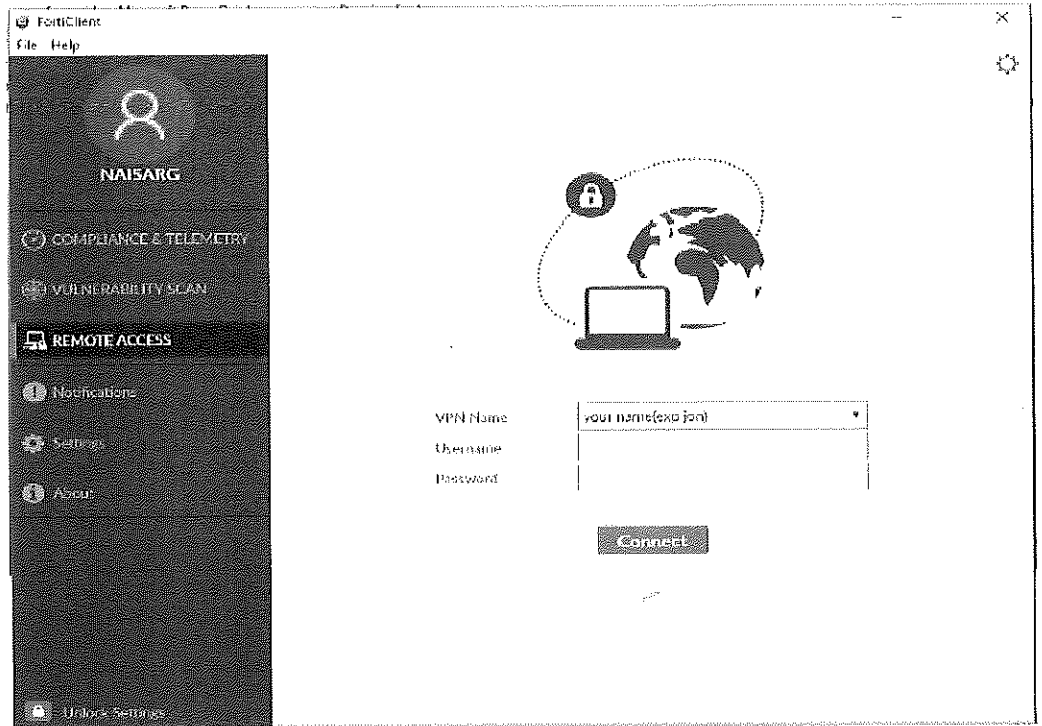 FortiClient
File Help
NAISARG
COMPLIANCE & TELEMETRY
VULNERABILITY SCAN
REMOTE ACCESS
Notifications
Settings
About
VPN Name
your name(exp jon)
Username
Password
Connect
Unlock Settings